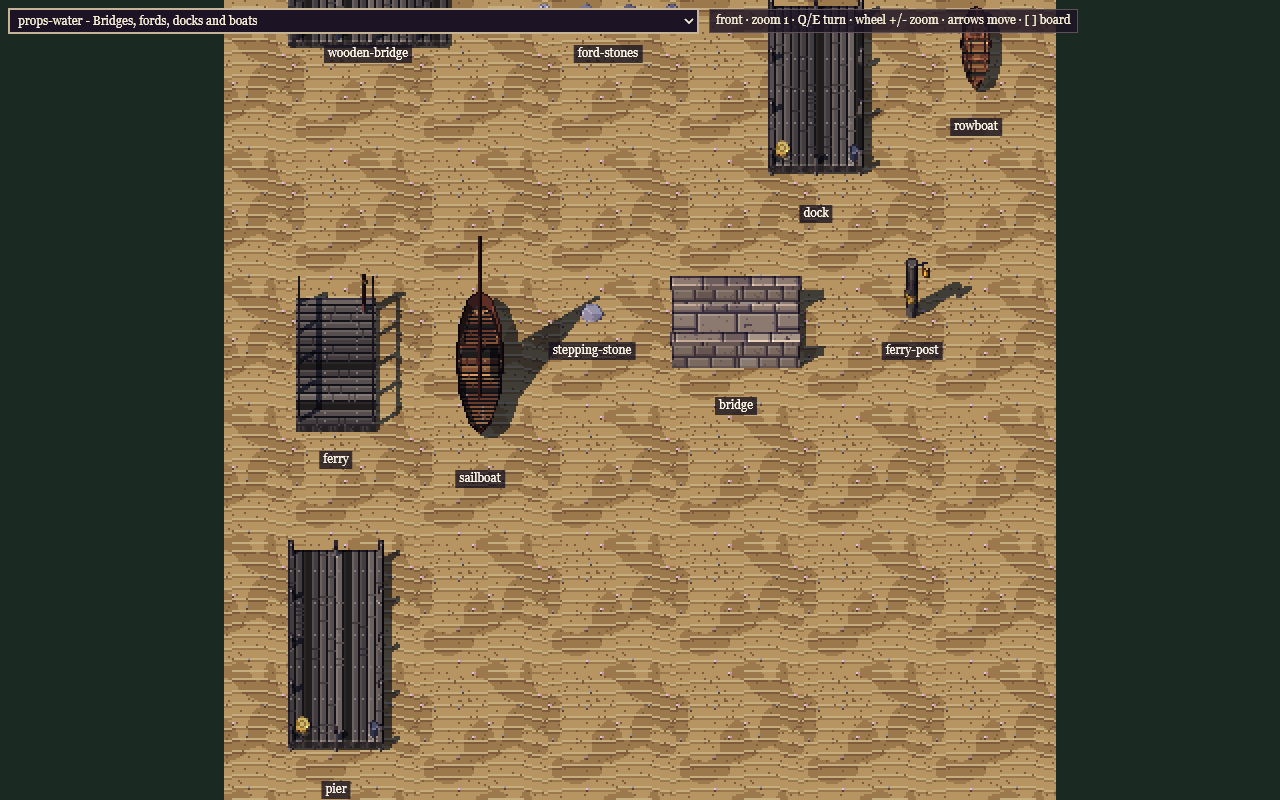 props-water - Bridges, fords, docks and boats
front · zoom 1 · Q/E turn · wheel +/- zoom · arrows move · [ ] board
wooden-bridge
ford-stones
rowboat
dock
stepping-stone
ferry-post
bridge
ferry
sailboat
pier